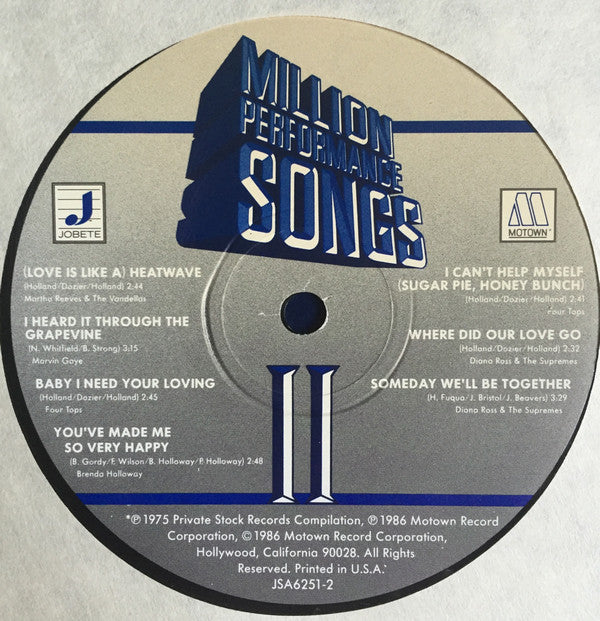 MILLION
PERFORMANCE
SONGS
J
JOBETE
M
MOTOWN
(LOVE IS LIKE A) HEATWAVE
(Holland/Dozier/Holland) 2:44
Martha Reeves & The Vandellas
I HEARD IT THROUGH THE
GRAPEVINE
(N. Whitfield/B. Strong) 3:15
Marvin Gaye
BABY I NEED YOUR LOVING
(Holland/Dozier/Holland) 2:45
Four Tops
YOU'VE MADE ME
SO VERY HAPPY
(B. Gordy/F. Wilson/B. Holloway/P. Holloway) 2:48
Brenda Holloway
I CAN'T HELP MYSELF
(SUGAR PIE, HONEY BUNCH)
(Holland/Dozier/Holland) 2:41
Four Tops
WHERE DID OUR LOVE GO
(Holland/Dozier/Holland) 2:32
Diana Ross & The Supremes
SOMEDAY WE'LL BE TOGETHER
(H. Fuqua/J. Bristol/J. Beavers) 3:29
Diana Ross & The Supremes
II
*℗ 1975 Private Stock Records Compilation, ℗ 1986 Motown Record
Corporation, © 1986 Motown Record Corporation,
Hollywood, California 90028. All Rights
Reserved. Printed in U.S.A.
JSA6251-2